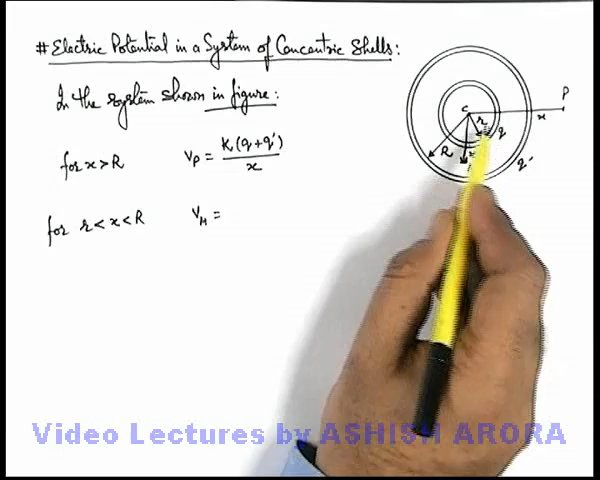 # Electric Potential in a System of Concentric Shells:
In the system shown in figure:
for x > R V_P = K(q+q')/x
for r < x < R V_M =
C
r
R
q
q'
x
P
Video Lectures by ASHISH ARORA